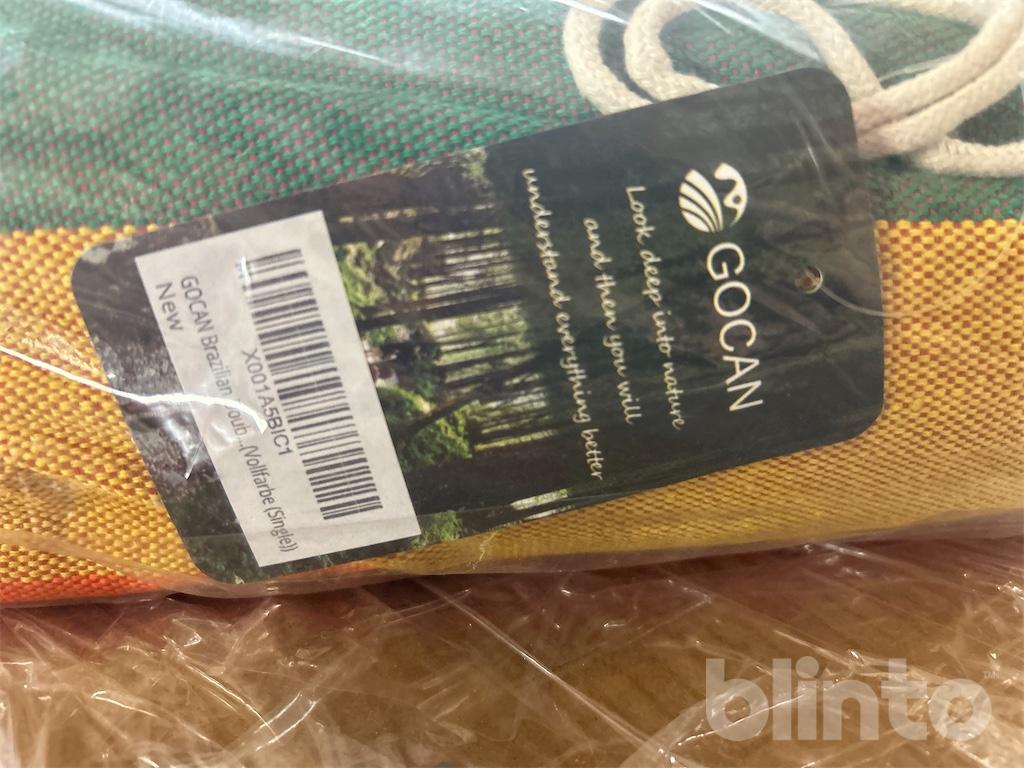 GOCAN
Look deep into nature
and then you will
understand everything better
X001A5BIC1
GOCAN Brazilian (Vollfarbe (Single))
New
blinto